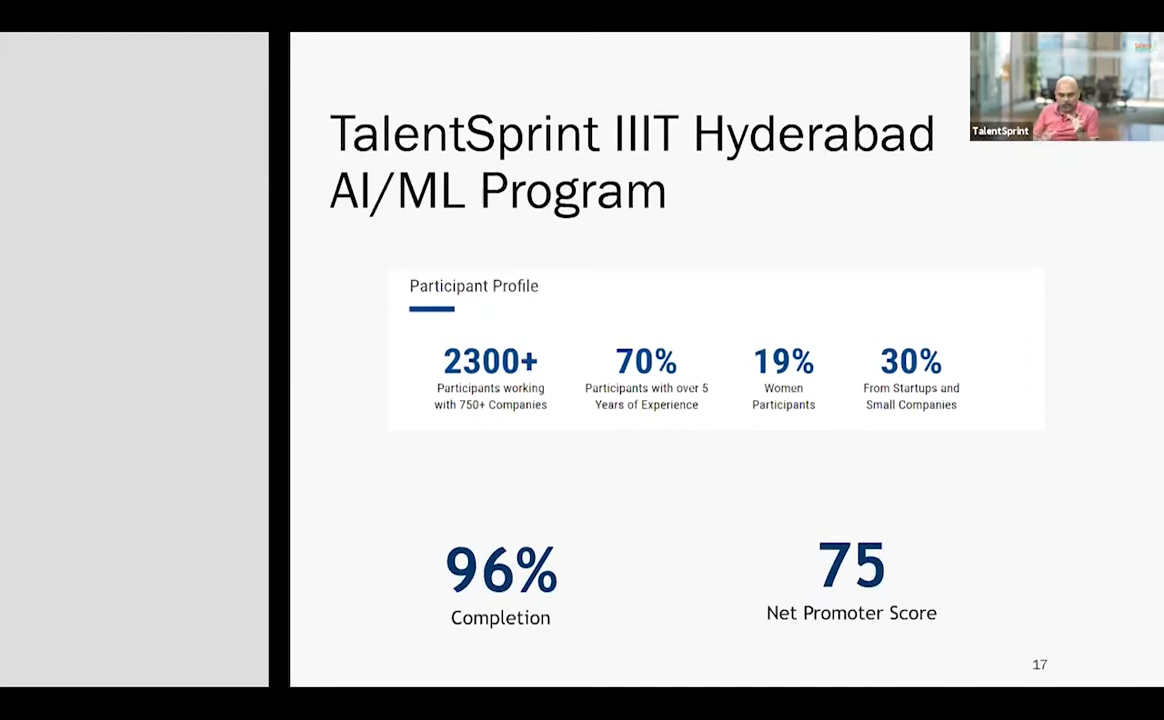 TalentSprint IIIT Hyderabad
AI/ML Program
TalentSprint
Participant Profile
2300+
Participants working
with 750+ Companies
70%
Participants with over 5
Years of Experience
19%
Women
Participants
30%
From Startups and
Small Companies
96%
Completion
75
Net Promoter Score
17